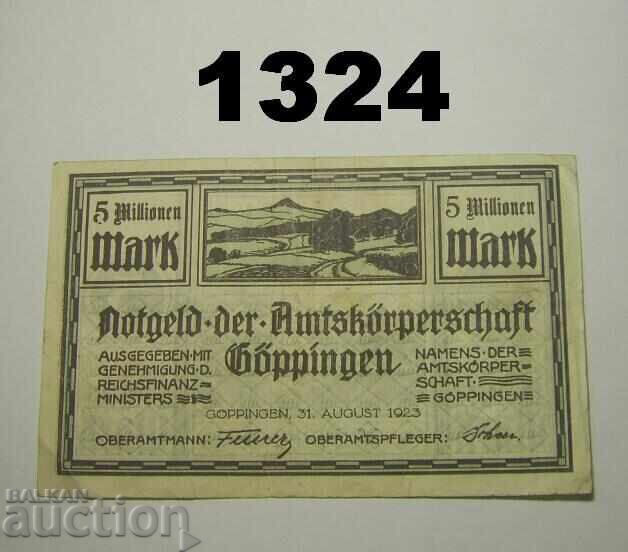 1324
5 Millionen
Mark
5 Millionen
Mark
Notgeld · der · Amtskörperschaft
Göppingen
AUSGEGEBEN · MIT
GENEHMIGUNG D.
REICHSFINANZ-
MINISTERS
NAMENS · DER
AMTSKÖRPER
SCHAFT
GÖPPINGEN
GÖPPINGEN, 31. AUGUST 1923
OBERAMTMANN:
OBERAMTSPFLEGER:
BALKAN
auction